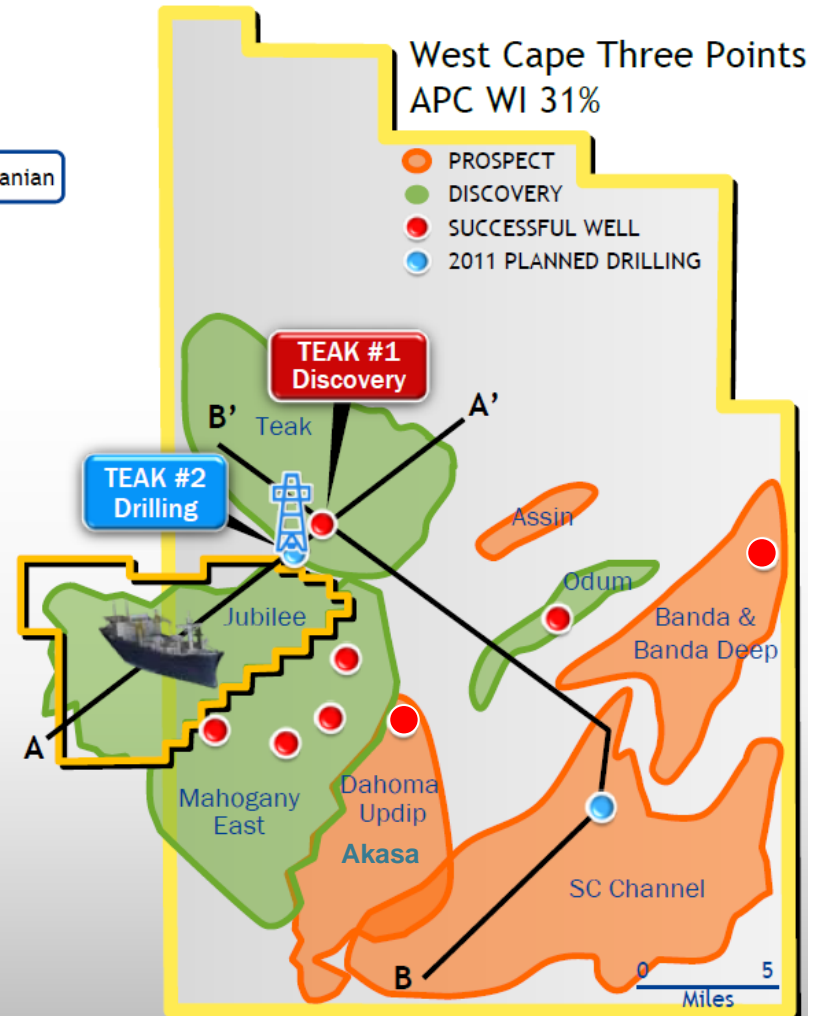 West Cape Three Points
APC WI 31%
anian
PROSPECT
DISCOVERY
SUCCESSFUL WELL
2011 PLANNED DRILLING
TEAK #1
Discovery
A’
B’
Teak
TEAK #2
Drilling
Assin
Odum
Jubilee
Banda &
Banda Deep
A
Mahogany
East
Dahoma
Updip
Akasa
SC Channel
B
0 5
Miles